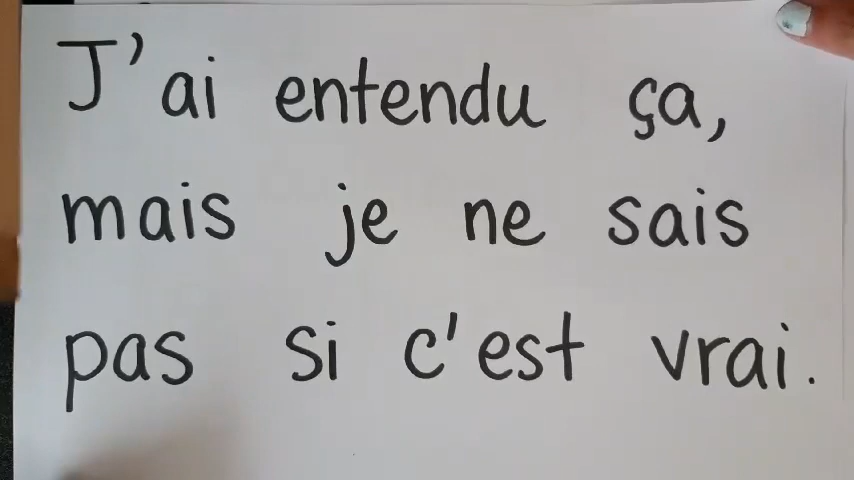 J'ai entendu ça,
mais je ne sais
pas si c'est vrai.